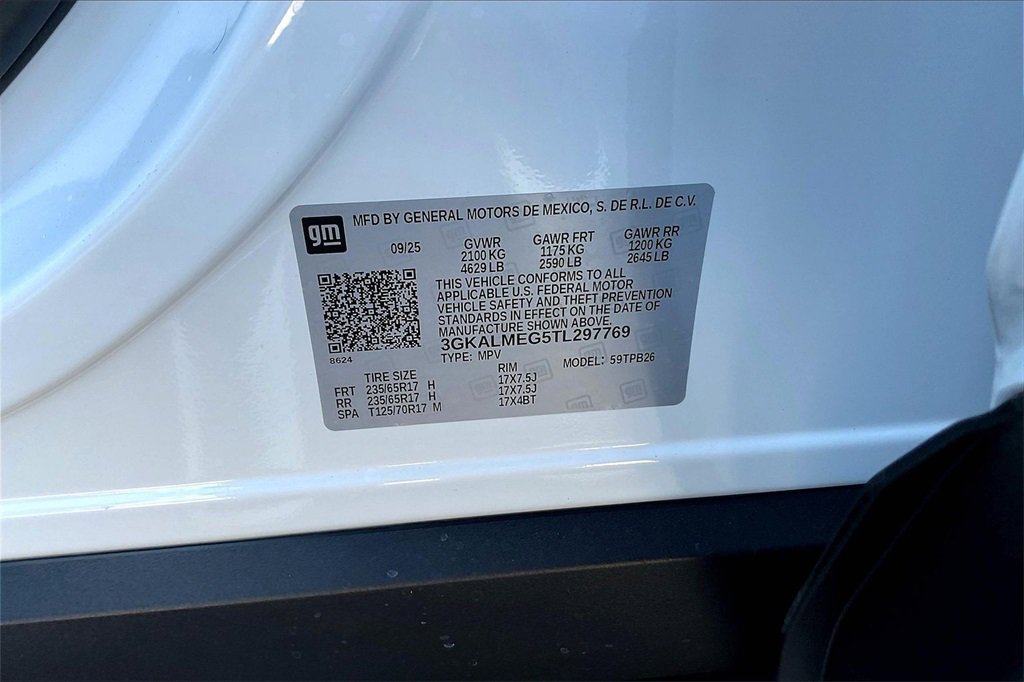 gm
MFD BY GENERAL MOTORS DE MEXICO, S. DE R.L. DE C.V.
09/25 GVWR GAWR FRT GAWR RR
2100 KG 1175 KG 1200 KG
4629 LB 2590 LB 2645 LB
THIS VEHICLE CONFORMS TO ALL
APPLICABLE U.S. FEDERAL MOTOR
VEHICLE SAFETY AND THEFT PREVENTION
STANDARDS IN EFFECT ON THE DATE OF
MANUFACTURE SHOWN ABOVE.
3GKALMEG5TL297769
8624 TYPE: MPV MODEL: 59TPB26
TIRE SIZE RIM
FRT 235/65R17 H 17X7.5J
RR 235/65R17 H 17X7.5J
SPA T125/70R17 M 17X4BT